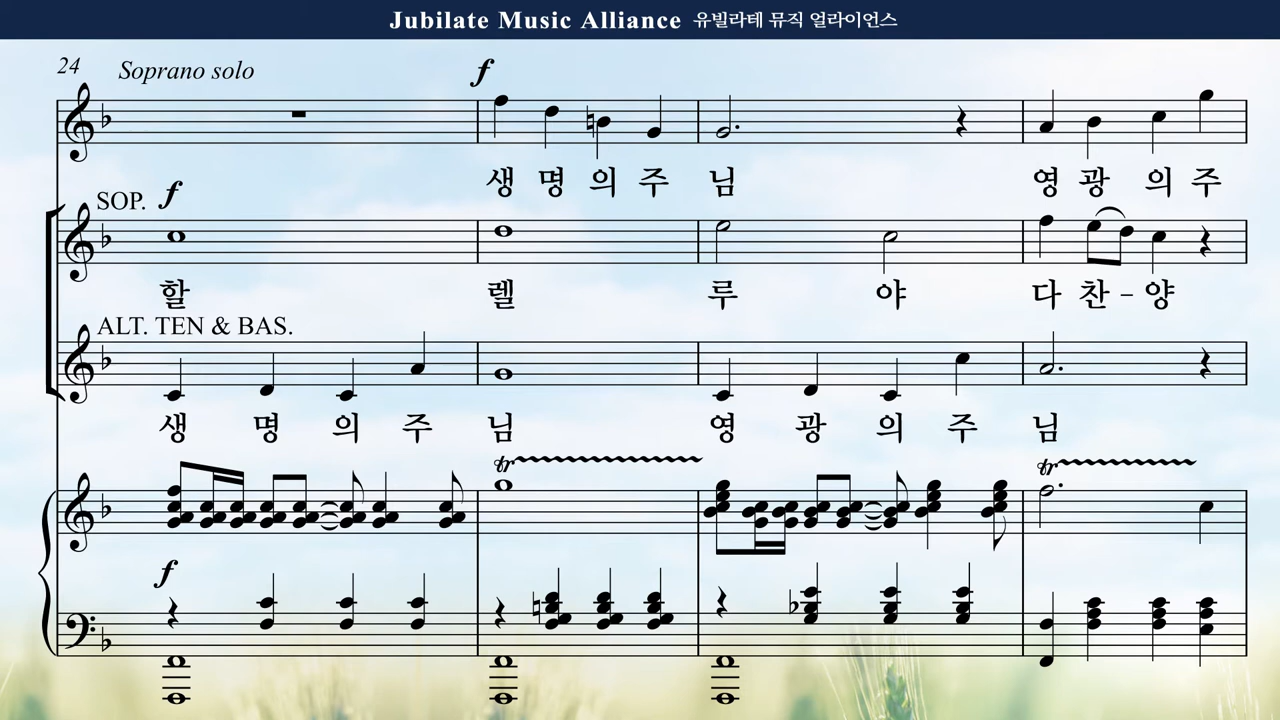 Jubilate Music Alliance 유빌라테 뮤직 얼라이언스
24 Soprano solo
f
생 명 의 주 님 영 광 의 주
SOP. f
할 렐 루 야 다 찬 - 양
ALT. TEN & BAS.
생 명 의 주 님 영 광 의 주 님
tr tr
f